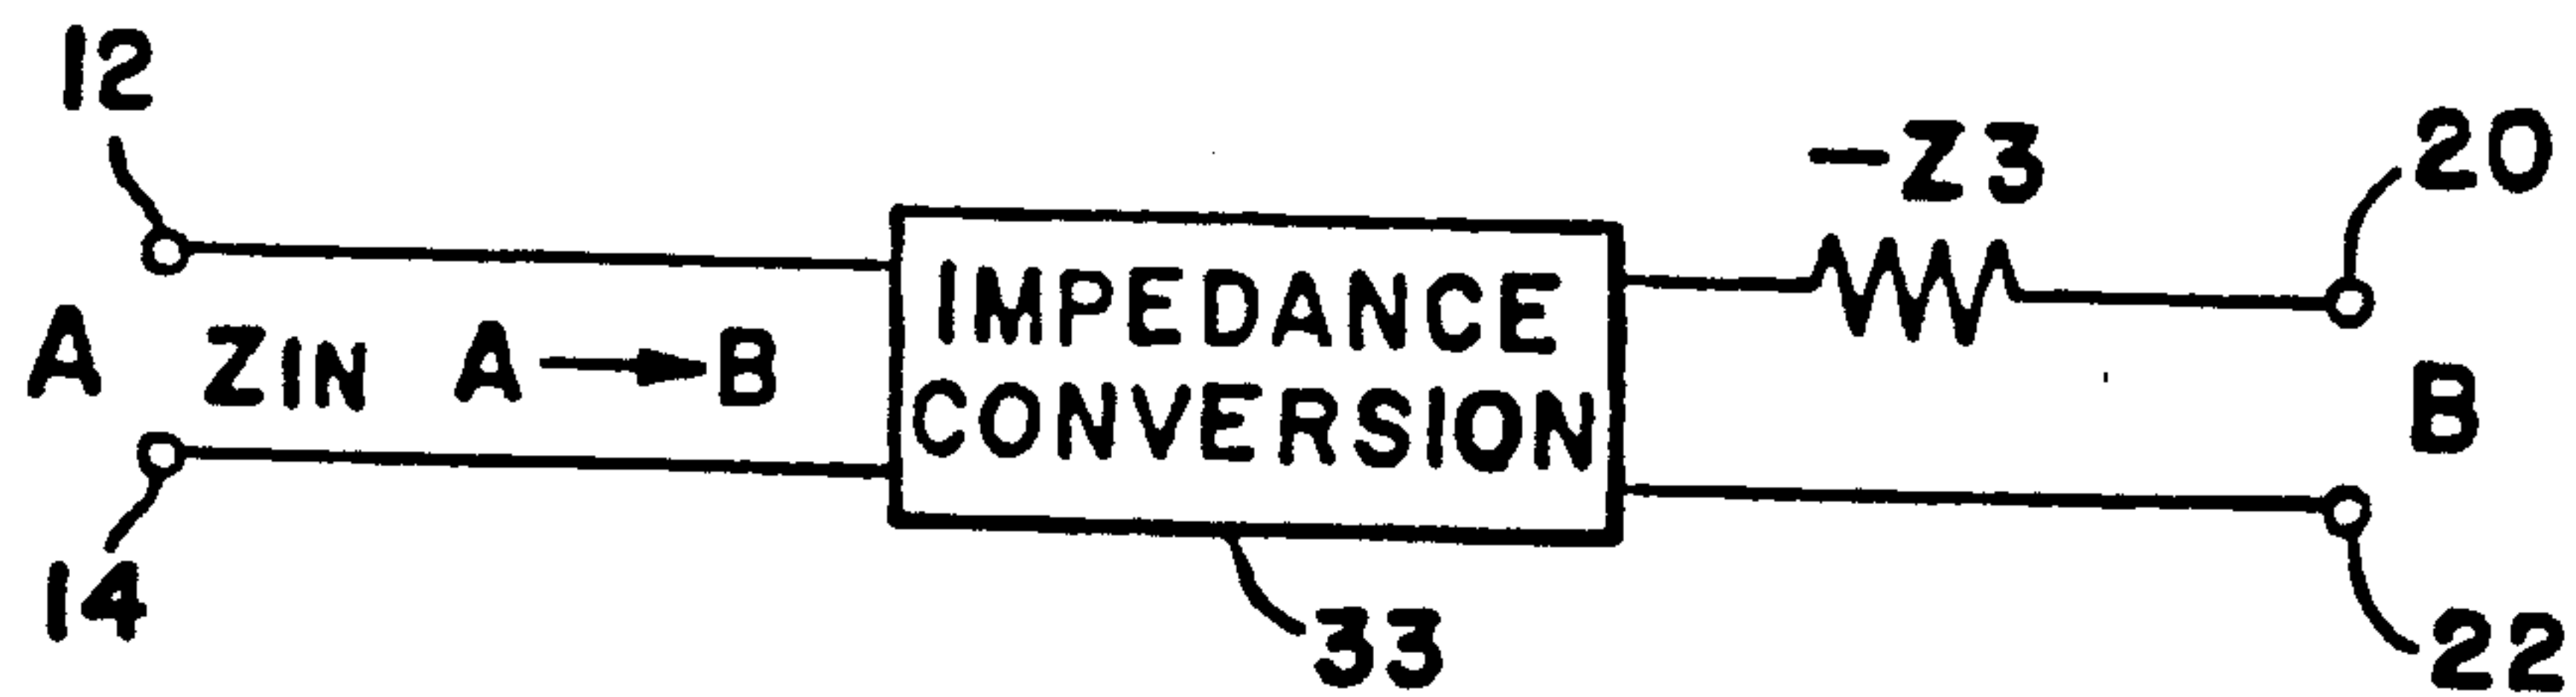 12
-Z3
20
A ZIN A→B
IMPEDANCE
CONVERSION
B
14
33
22